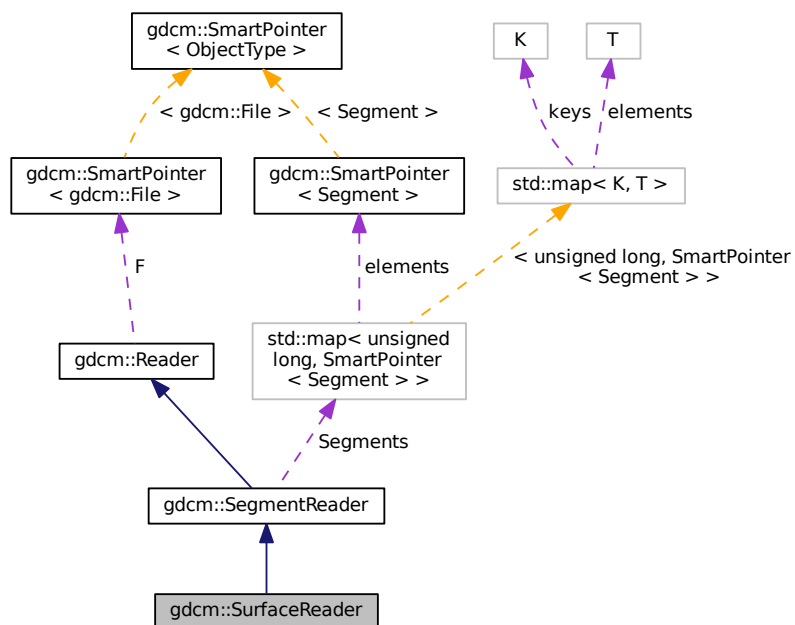 gdcm::SmartPointer
< ObjectType >
K
T
< gdcm::File >
< Segment >
keys
elements
gdcm::SmartPointer
< gdcm::File >
gdcm::SmartPointer
< Segment >
std::map< K, T >
F
elements
< unsigned long, SmartPointer
< Segment > >
gdcm::Reader
std::map< unsigned
long, SmartPointer
< Segment > >
Segments
gdcm::SegmentReader
gdcm::SurfaceReader